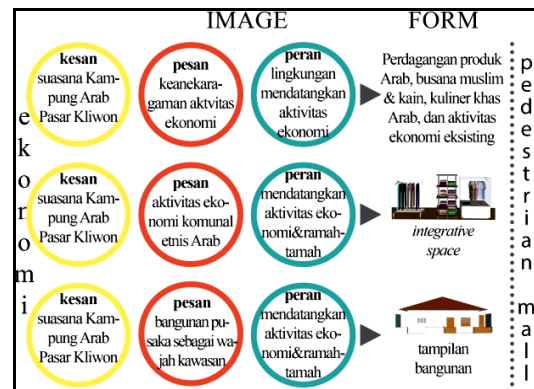 IMAGE
FORM
ekonomi
kesan
suasana Kam-
pung Arab
Pasar Kliwon
pesan
keanekara-
gaman aktvitas
ekonomi
peran
lingkungan
mendatangkan
aktivitas
ekonomi
Perdagangan produk
Arab, busana muslim
& kain, kuliner khas
Arab, dan aktivitas
ekonomi eksisting
kesan
suasana Kam-
pung Arab
Pasar Kliwon
pesan
aktivitas eko-
nomi komunal
etnis Arab
peran
mendatangkan
aktivitas eko-
nomi&ramah-
tamah
integrative
space
kesan
suasana Kam-
pung Arab
Pasar Kliwon
pesan
bangunan pu-
saka sebagai wa-
jah kawasan
peran
mendatangkan
aktivitas eko-
nomi&ramah-
tamah
tampilan
bangunan
pedestrian mall